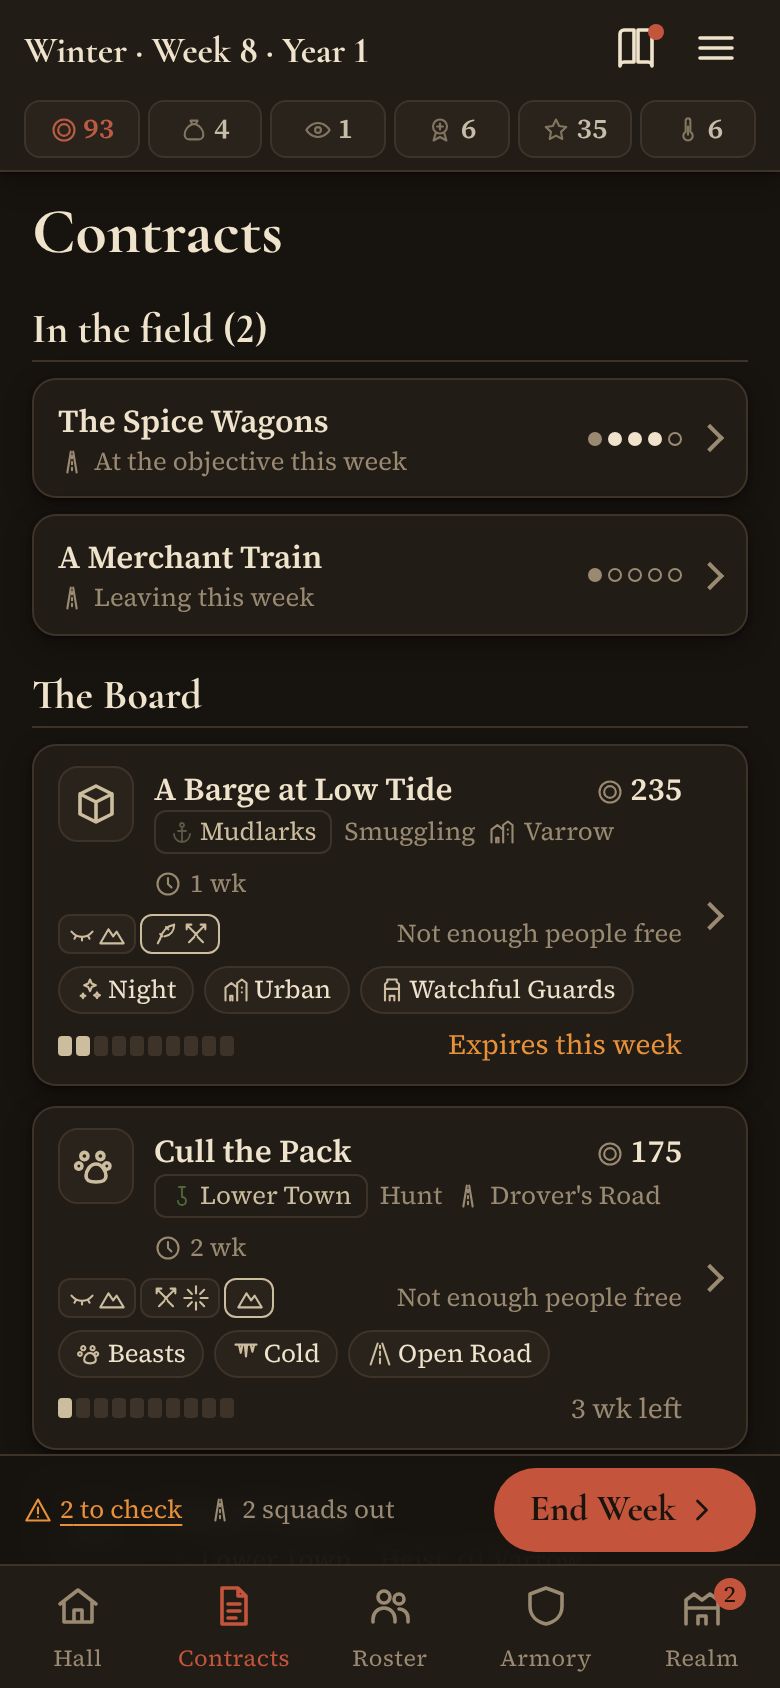 Winter · Week 8 · Year 1
93 4 1 6 35 6
Contracts
In the field (2)
The Spice Wagons
At the objective this week
A Merchant Train
Leaving this week
The Board
A Barge at Low Tide 235
Mudlarks Smuggling Varrow
1 wk
Not enough people free
Night Urban Watchful Guards
Expires this week
Cull the Pack 175
Lower Town Hunt Drover's Road
2 wk
Not enough people free
Beasts Cold Open Road
3 wk left
2 to check 2 squads out End Week
Lower Town Heist Varrow
2
Hall Contracts Roster Armory Realm